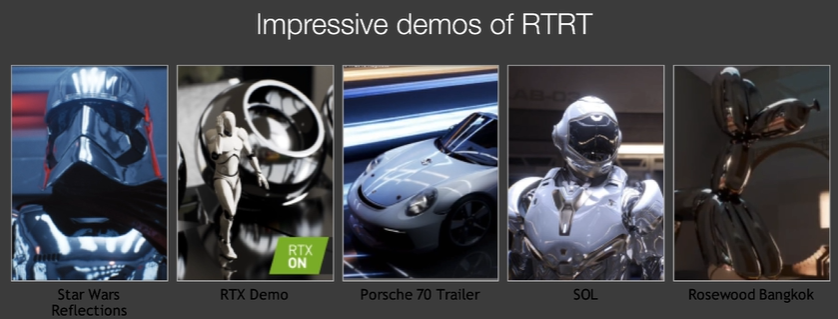 Impressive demos of RTRT
RTX
ON
Star Wars
Reflections
RTX Demo
Porsche 70 Trailer
SOL
Rosewood Bangkok